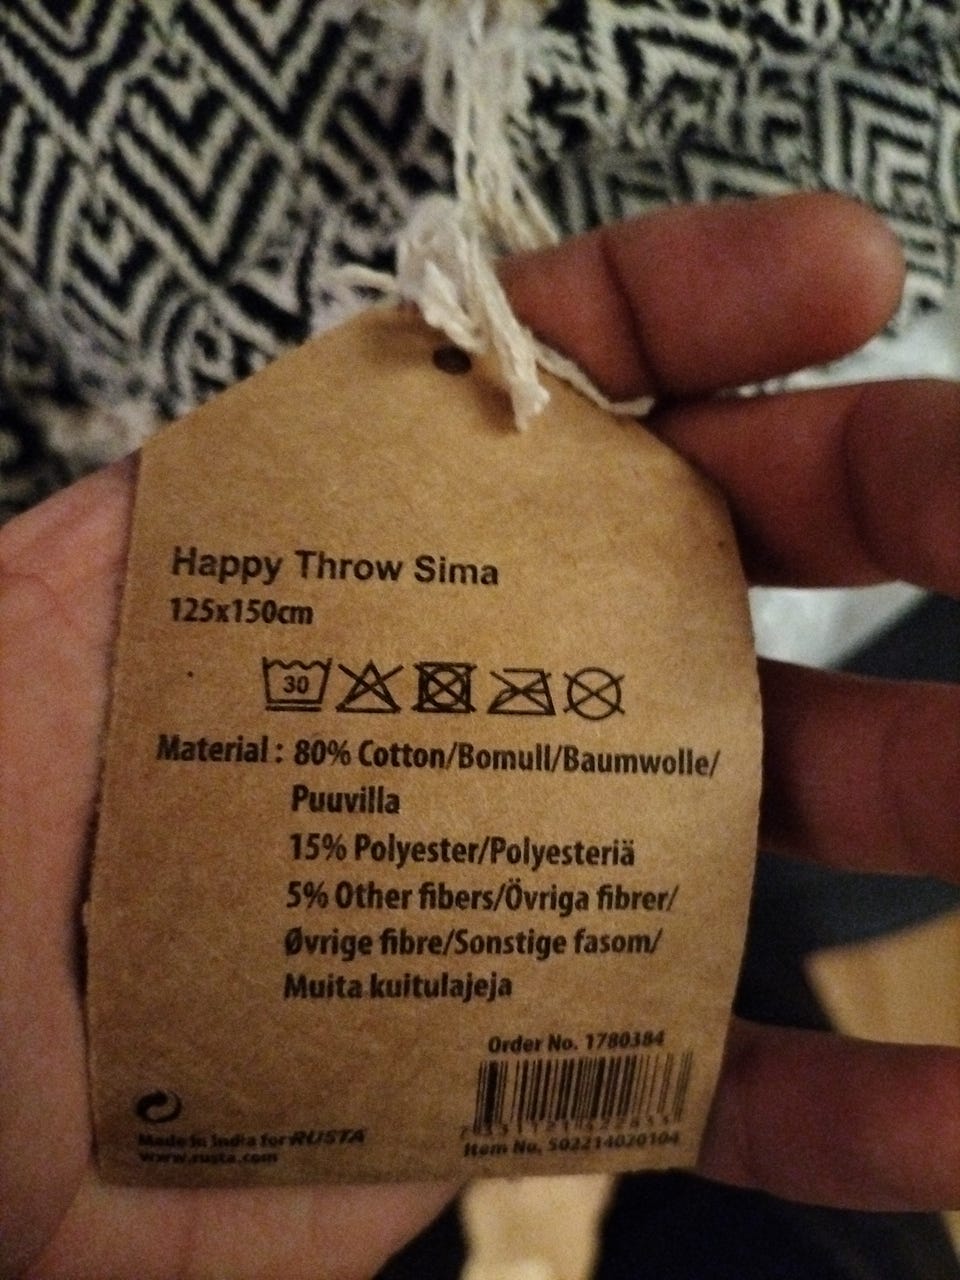 Happy Throw Sima
125x150cm
30
Material : 80% Cotton/Bomull/Baumwolle/
Puuvilla
15% Polyester/Polyesteriä
5% Other fibers/Övriga fibrer/
Øvrige fibre/Sonstige fasom/
Muita kuitulajeja
Order No. 1780384
Item No. 502214020104
Made in India for RUSTA
www.rusta.com